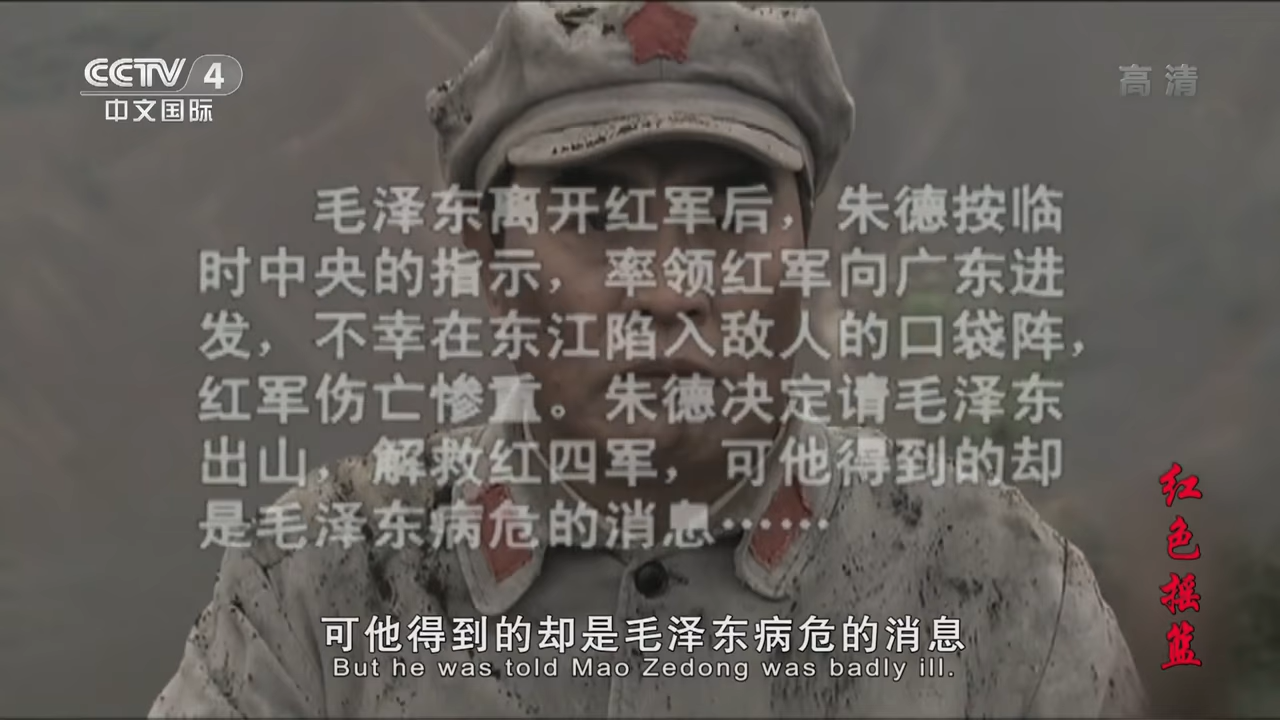 CCTV 4
中文国际
高清
毛泽东离开红军后，朱德按临
时中央的指示，率领红军向广东进
发，不幸在东江陷入敌人的口袋阵，
红军伤亡惨重。朱德决定请毛泽东
出山，解救红四军，可他得到的却
是毛泽东病危的消息……
红色摇篮
可他得到的却是毛泽东病危的消息
But he was told Mao Zedong was badly ill.